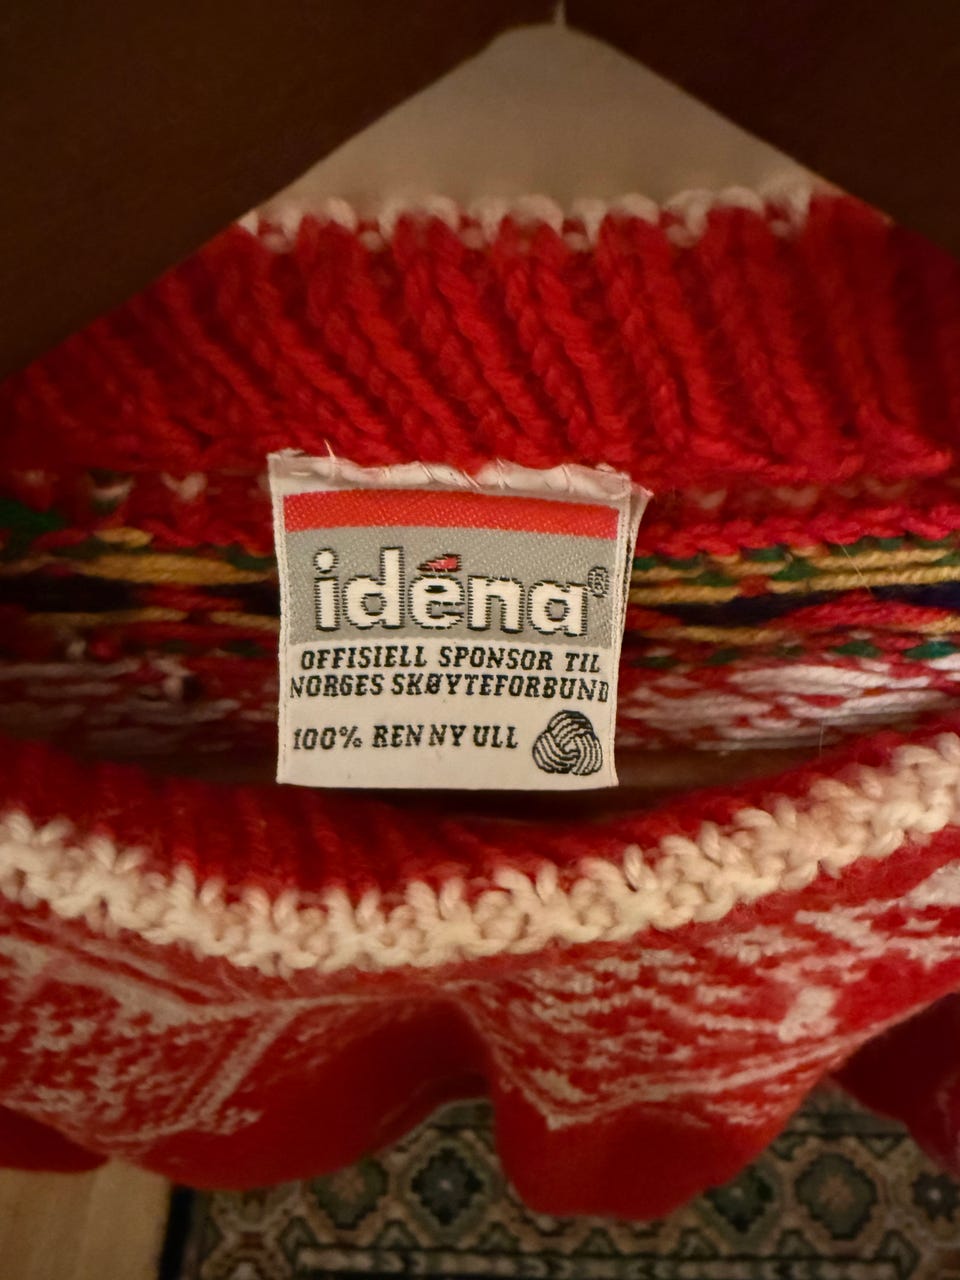 idéna®
OFFISIELL SPONSOR TIL
NORGES SKØYTEFORBUND
100% REN NY ULL